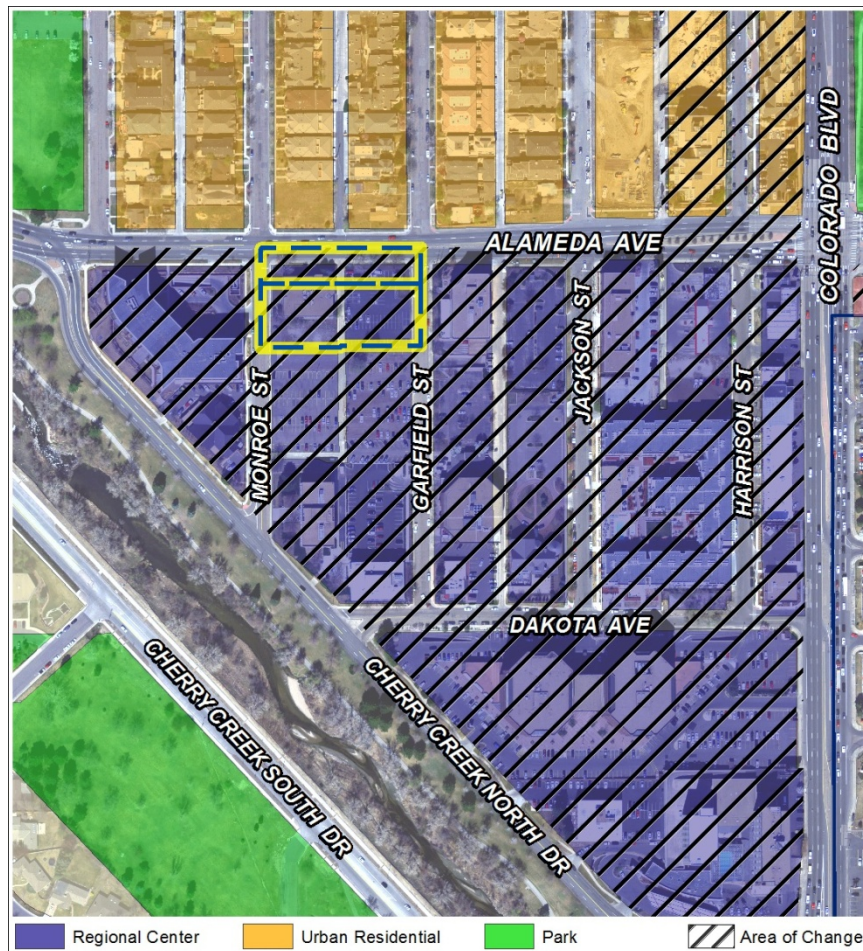 ALAMEDA AVE
COLORADO BLVD
JACKSON ST
MONROE ST
GARFIELD ST
HARRISON ST
DAKOTA AVE
CHERRY CREEK SOUTH DR
CHERRY CREEK NORTH DR
Regional Center
Urban Residential
Park
Area of Change